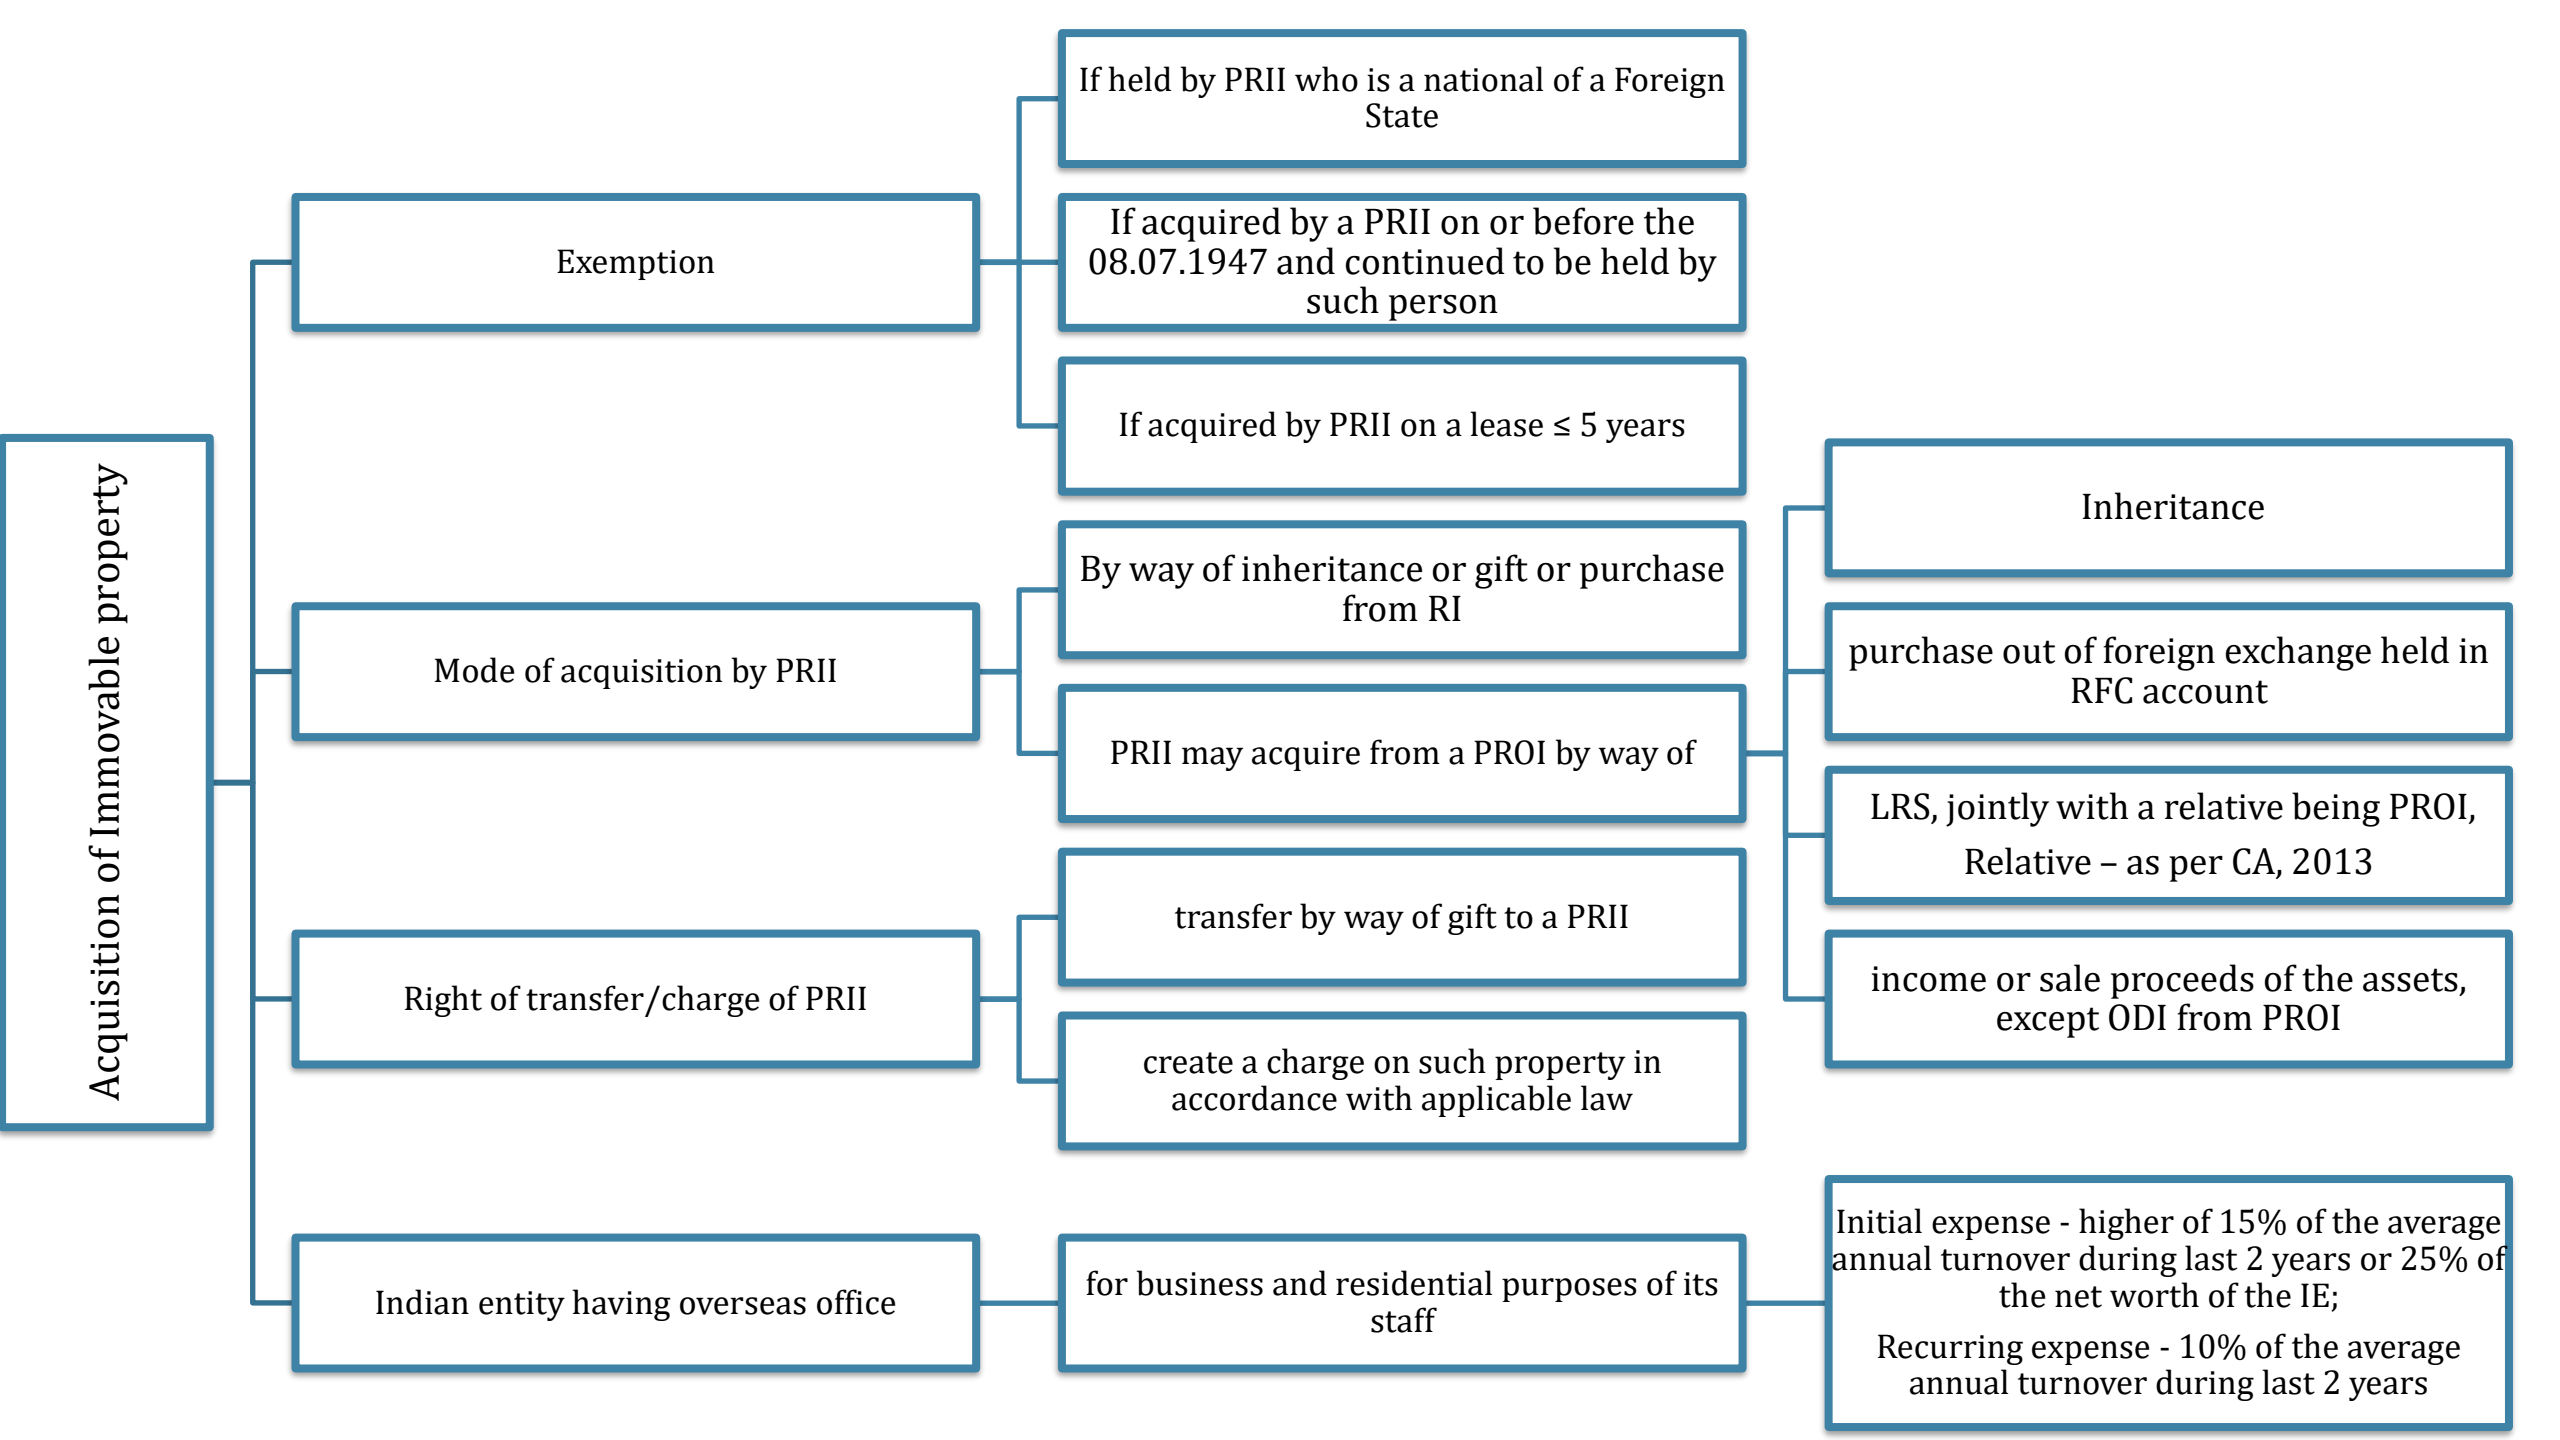 Acquisition of Immovable property
Exemption
If held by PRII who is a national of a Foreign
State
If acquired by a PRII on or before the
08.07.1947 and continued to be held by
such person
If acquired by PRII on a lease ≤ 5 years
Mode of acquisition by PRII
By way of inheritance or gift or purchase
from RI
PRII may acquire from a PROI by way of
Inheritance
purchase out of foreign exchange held in
RFC account
LRS, jointly with a relative being PROI,
Relative – as per CA, 2013
income or sale proceeds of the assets,
except ODI from PROI
Right of transfer/charge of PRII
transfer by way of gift to a PRII
create a charge on such property in
accordance with applicable law
Indian entity having overseas office
for business and residential purposes of its
staff
Initial expense - higher of 15% of the average
annual turnover during last 2 years or 25% of
the net worth of the IE;
Recurring expense - 10% of the average
annual turnover during last 2 years